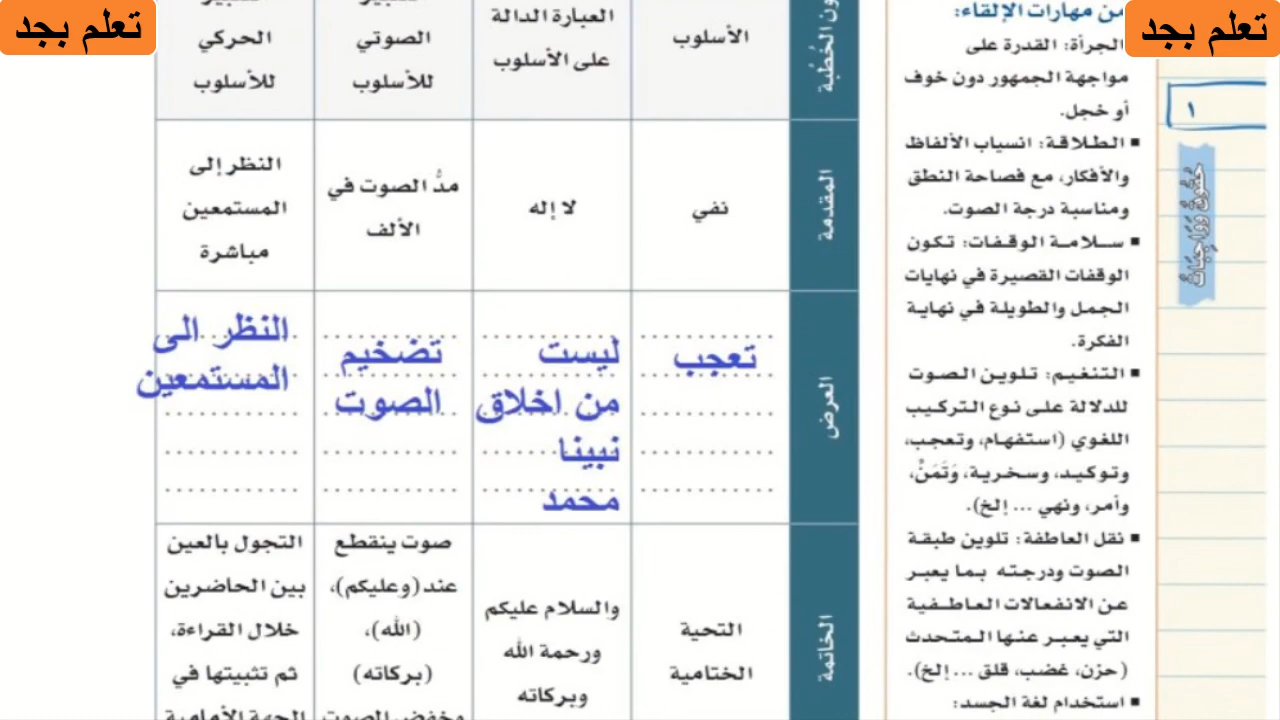 تعلم بجد
تعلم بجد
من مهارات الإلقاء:
الجرأة: القدرة على
مواجهة الجمهور دون خوف
أو خجل.
▪ الطلاقة: انسياب الألفاظ
والأفكار، مع فصاحة النطق
ومناسبة درجة الصوت.
▪ سلامة الوقفات: تكون
الوقفات القصيرة في نهايات
الجمل والطويلة في نهاية
الفكرة.
▪ التنغيم: تلوين الصوت
للدلالة على نوع التركيب
اللغوي (استفهام، وتعجب،
وتوكيد، وسخرية، وَتَمَنٍّ،
وأمر، ونهي ... إلخ).
▪ نقل العاطفة: تلوين طبقة
الصوت ودرجته بما يعبر
عن الانفعالات العاطفية
التي يعبر عنها المتحدث
(حزن، غضب، قلق ... إلخ).
▪ استخدام لغة الجسد:
١
الخُطبة
الأسلوب
العبارة الدالة
على الأسلوب
الصوتي
للأسلوب
الحركي
للأسلوب
المقدمة
نفي
لا إله
مدُّ الصوت في
الألف
النظر إلى
المستمعين
مباشرة
العرض
تعجب
ليست
من اخلاق
نبينا
محمد
تضخيم
الصوت
النظر الى
المستمعين
الخاتمة
التحية
الختامية
والسلام عليكم
ورحمة الله
وبركاته
صوت ينقطع
عند (وعليكم)،
(الله)،
(بركاته)
وخفض الصوت
التجول بالعين
بين الحاضرين
خلال القراءة،
ثم تثبيتها في
الجهة الأمامية